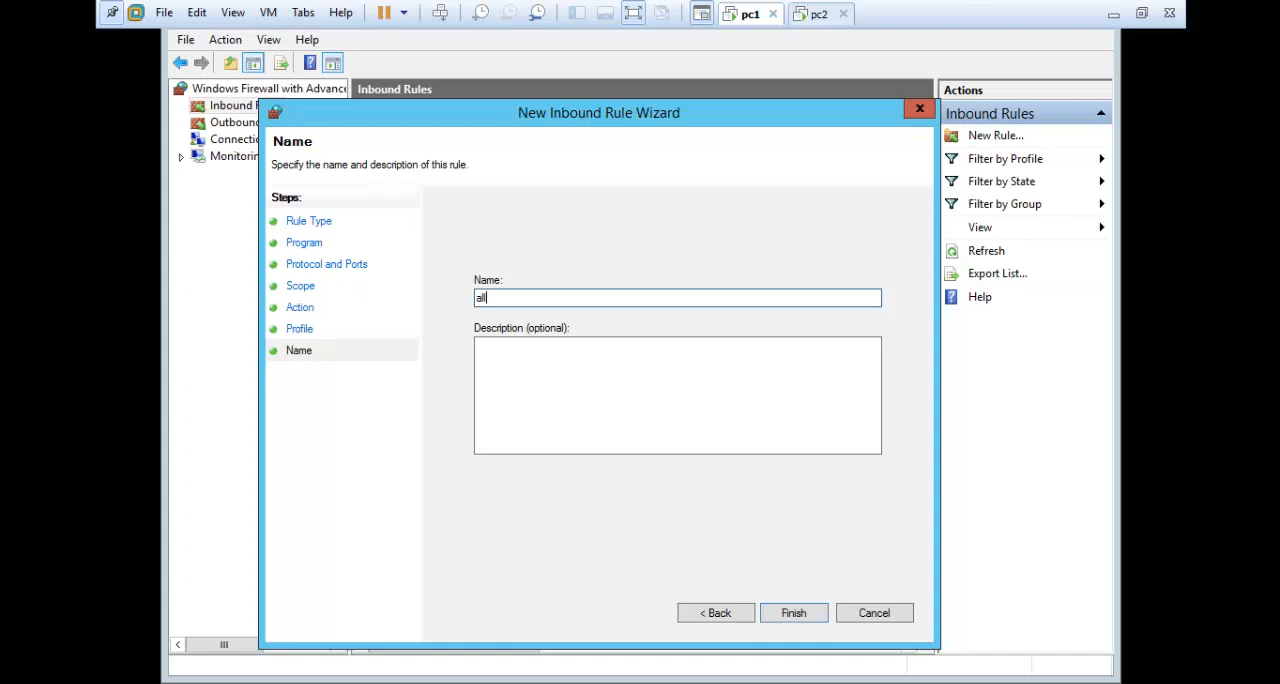 File Edit View VM Tabs Help pc1 pc2
File Action View Help
Windows Firewall with Advance
Inbound R
Outbound
Connectio
Monitorin
Inbound Rules
New Inbound Rule Wizard
Name
Specify the name and description of this rule.
Steps:
Rule Type
Program
Protocol and Ports
Scope
Action
Profile
Name
Name:
all
Description (optional):
< Back Finish Cancel
Actions
Inbound Rules
New Rule...
Filter by Profile
Filter by State
Filter by Group
View
Refresh
Export List...
Help